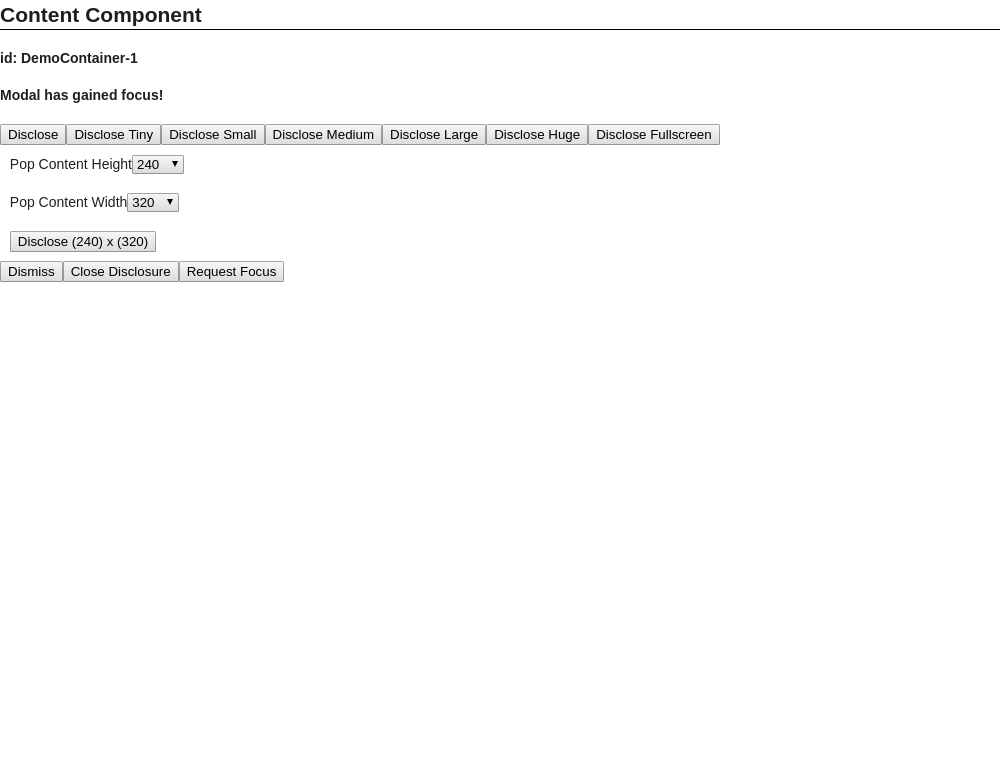 Content Component
id: DemoContainer-1
Modal has gained focus!
Disclose Disclose Tiny Disclose Small Disclose Medium Disclose Large Disclose Huge Disclose Fullscreen
Pop Content Height 240
Pop Content Width 320
Disclose (240) x (320)
Dismiss Close Disclosure Request Focus